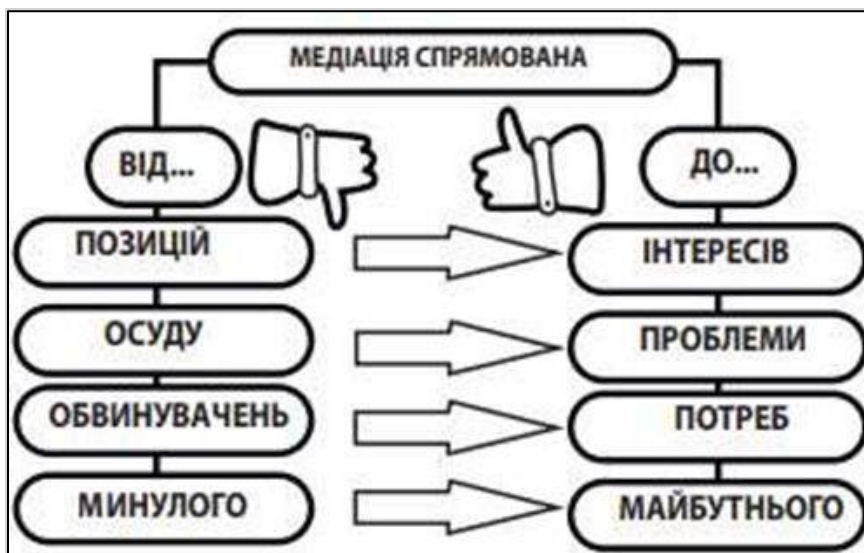 МЕДІАЦІЯ СПРЯМОВАНА
ВІД...
ДО...
ПОЗИЦІЙ
ІНТЕРЕСІВ
ОСУДУ
ПРОБЛЕМИ
ОБВИНУВАЧЕНЬ
ПОТРЕБ
МИНУЛОГО
МАЙБУТНЬОГО